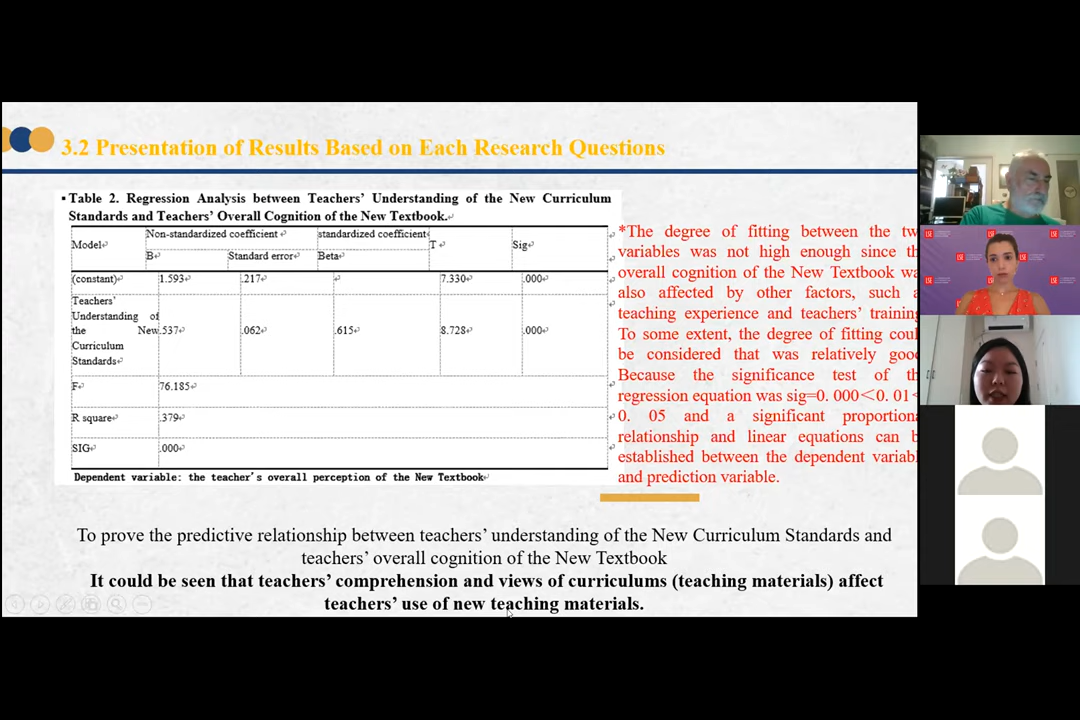 3.2 Presentation of Results Based on Each Research Questions
▪Table 2. Regression Analysis between Teachers' Understanding of the New Curriculum
Standards and Teachers' Overall Cognition of the New Textbook.
Model Non-standardized coefficient standardized coefficient T Sig
B Standard error Beta
(constant) 1.593 .217 7.330 .000
Teachers'
Understanding of
the New .537 .062 .615 8.728 .000
Curriculum
Standards
F 76.185
R square .379
SIG .000
Dependent variable: the teacher's overall perception of the New Textbook
*The degree of fitting between the tw
variables was not high enough since th
overall cognition of the New Textbook wa
also affected by other factors, such a
teaching experience and teachers' training
To some extent, the degree of fitting coul
be considered that was relatively goo
Because the significance test of th
regression equation was sig=0. 000<0. 01<
0. 05 and a significant proportiona
relationship and linear equations can b
established between the dependent variabl
and prediction variable.
To prove the predictive relationship between teachers' understanding of the New Curriculum Standards and
teachers' overall cognition of the New Textbook
It could be seen that teachers' comprehension and views of curriculums (teaching materials) affect
teachers' use of new teaching materials.
LSE
LSE
LSE
LSE